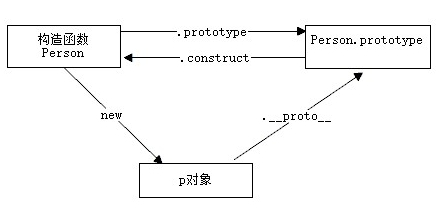 构造函数
Person
.prototype
.construct
Person.prototype
new
.__proto__
p对象